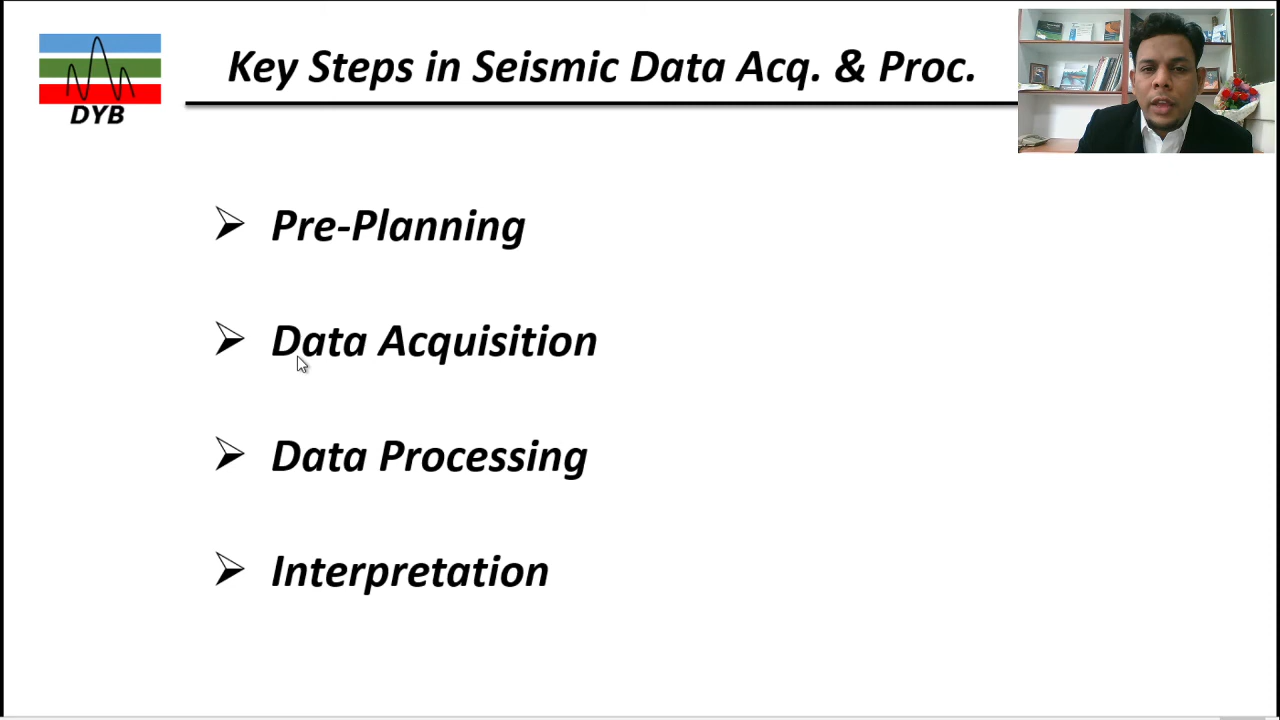 Key Steps in Seismic Data Acq. & Proc.
DYB
Pre-Planning
Data Acquisition
Data Processing
Interpretation